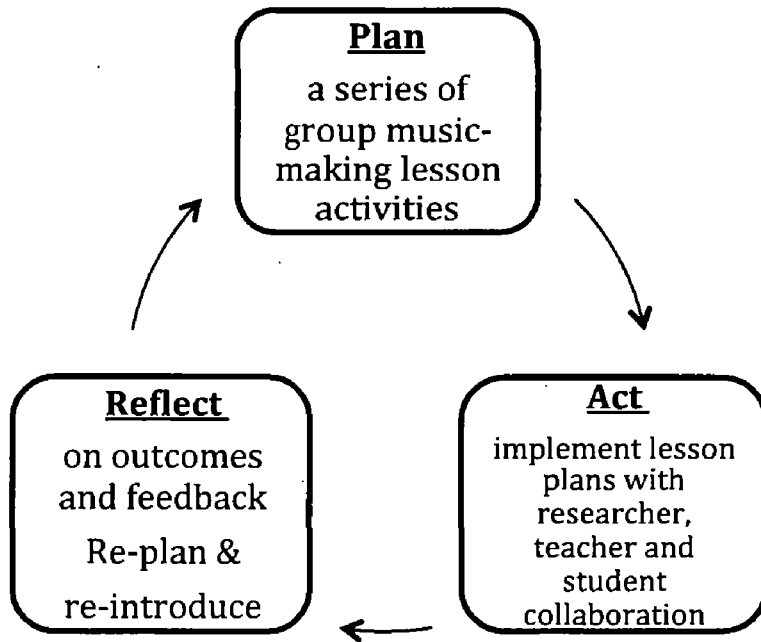 Plan
a series of
group music-
making lesson
activities
Reflect
on outcomes
and feedback
Re-plan &
re-introduce
Act
implement lesson
plans with
researcher,
teacher and
student
collaboration